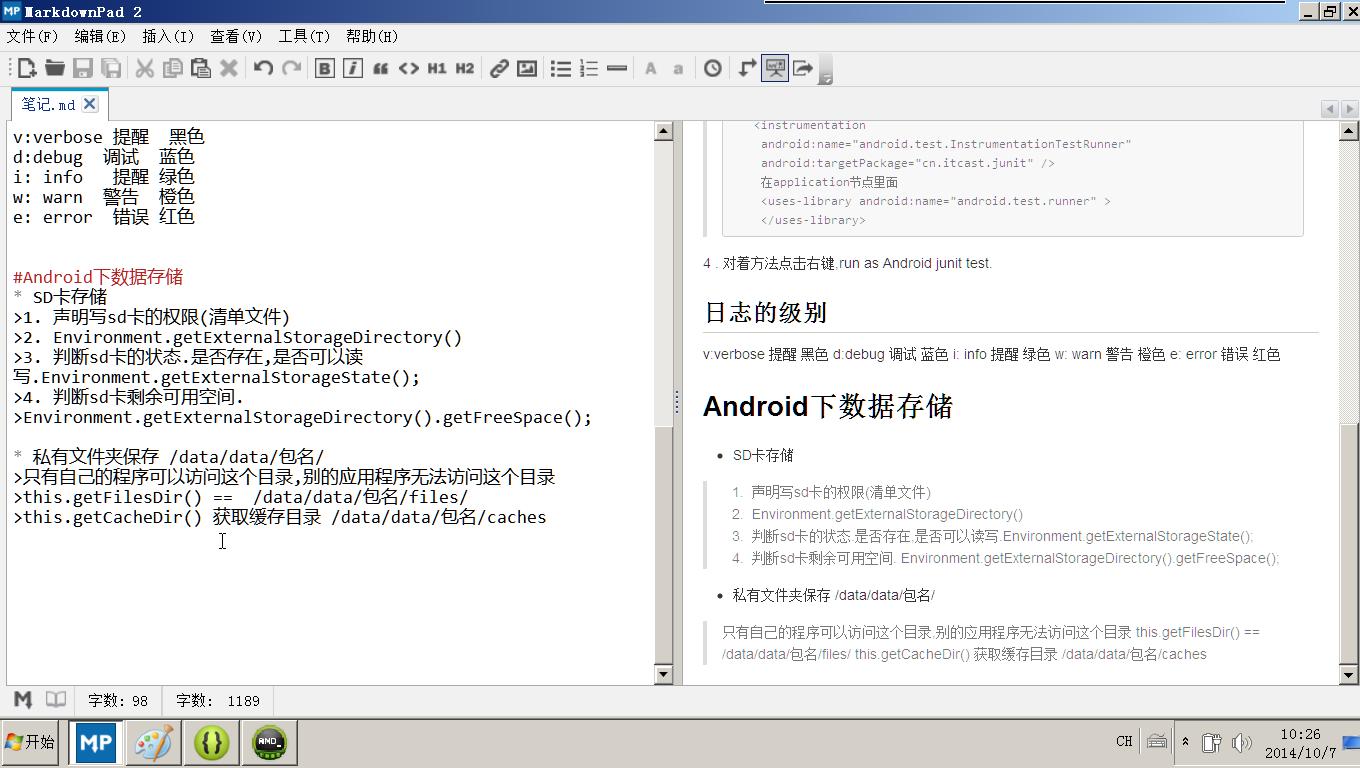 MarkdownPad 2
文件(F) 编辑(E) 插入(I) 查看(V) 工具(T) 帮助(H)
B i H1 H2 A a
笔记.md
v:verbose 提醒 黑色
d:debug 调试 蓝色
i: info 提醒 绿色
w: warn 警告 橙色
e: error 错误 红色
#Android下数据存储
* SD卡存储
>1. 声明写sd卡的权限(清单文件)
>2. Environment.getExternalStorageDirectory()
>3. 判断sd卡的状态.是否存在,是否可以读
写.Environment.getExternalStorageState();
>4. 判断sd卡剩余可用空间.
>Environment.getExternalStorageDirectory().getFreeSpace();
* 私有文件夹保存 /data/data/包名/
>只有自己的程序可以访问这个目录,别的应用程序无法访问这个目录
>this.getFilesDir() == /data/data/包名/files/
>this.getCacheDir() 获取缓存目录 /data/data/包名/caches
<instrumentation
android:name="android.test.InstrumentationTestRunner"
android:targetPackage="cn.itcast.junit" />
在application节点里面
<uses-library android:name="android.test.runner" >
</uses-library>
4 . 对着方法点击右键,run as Android junit test.
日志的级别
v:verbose 提醒 黑色 d:debug 调试 蓝色 i: info 提醒 绿色 w: warn 警告 橙色 e: error 错误 红色
Android下数据存储
• SD卡存储
1. 声明写sd卡的权限(清单文件)
2. Environment.getExternalStorageDirectory()
3. 判断sd卡的状态.是否存在,是否可以读写.Environment.getExternalStorageState();
4. 判断sd卡剩余可用空间. Environment.getExternalStorageDirectory().getFreeSpace();
• 私有文件夹保存 /data/data/包名/
只有自己的程序可以访问这个目录,别的应用程序无法访问这个目录 this.getFilesDir() ==
/data/data/包名/files/ this.getCacheDir() 获取缓存目录 /data/data/包名/caches
字数: 98 字数: 1189
开始 MP AMD CH 10:26
2014/10/7